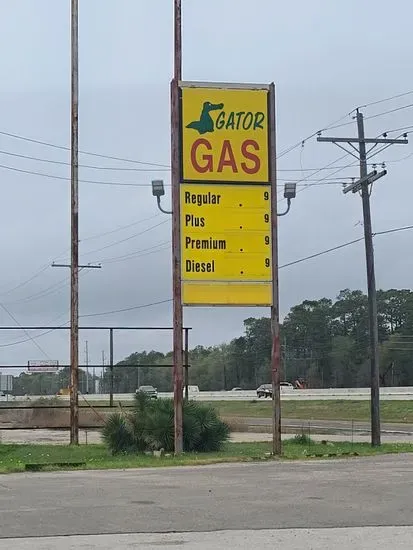 GATOR
GAS
Regular . 9
Plus . 9
Premium . 9
Diesel . 9